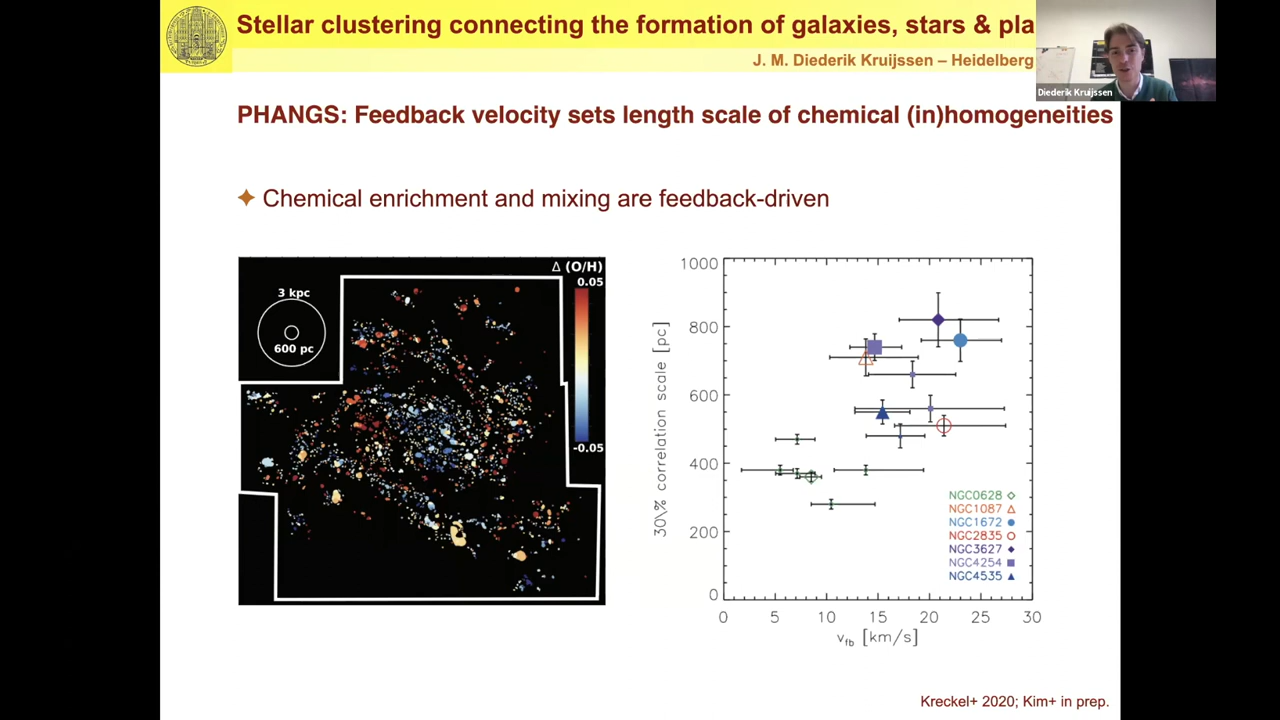 Stellar clustering connecting the formation of galaxies, stars & pla
J. M. Diederik Kruijssen – Heidelberg
Diederik Kruijssen
PHANGS: Feedback velocity sets length scale of chemical (in)homogeneities
✦ Chemical enrichment and mixing are feedback-driven
Δ (O/H)
0.05
-0.05
3 kpc
600 pc
30\% correlation scale [pc]
1000
800
600
400
200
0
0 5 10 15 20 25 30
v_fb [km/s]
NGC0628
NGC1087
NGC1672
NGC2835
NGC3627
NGC4254
NGC4535
Kreckel+ 2020; Kim+ in prep.